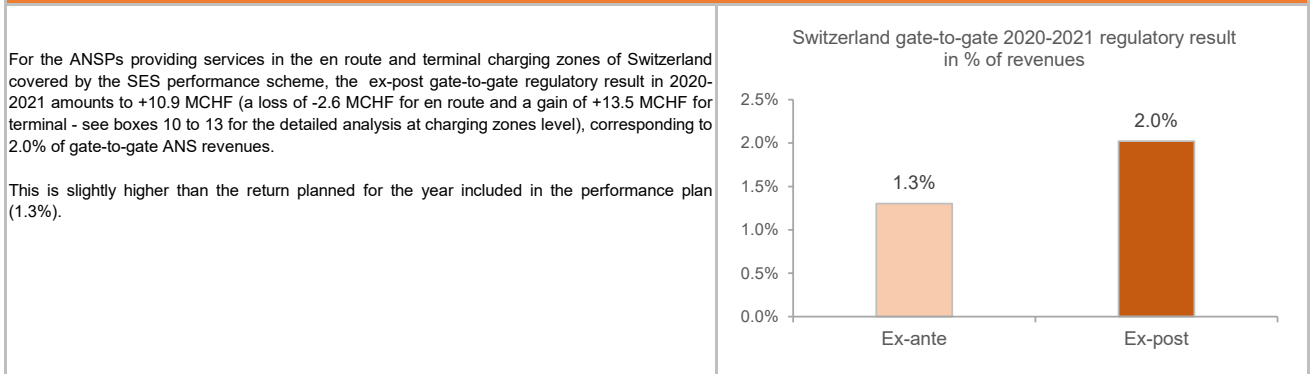 For the ANSPs providing services in the en route and terminal charging zones of Switzerland
covered by the SES performance scheme, the ex-post gate-to-gate regulatory result in 2020-
2021 amounts to +10.9 MCHF (a loss of -2.6 MCHF for en route and a gain of +13.5 MCHF for
terminal - see boxes 10 to 13 for the detailed analysis at charging zones level), corresponding to
2.0% of gate-to-gate ANS revenues.
This is slightly higher than the return planned for the year included in the performance plan
(1.3%).
Switzerland gate-to-gate 2020-2021 regulatory result
in % of revenues
2.5%
2.0%
1.5%
1.0%
0.5%
0.0%
1.3%
2.0%
Ex-ante
Ex-post